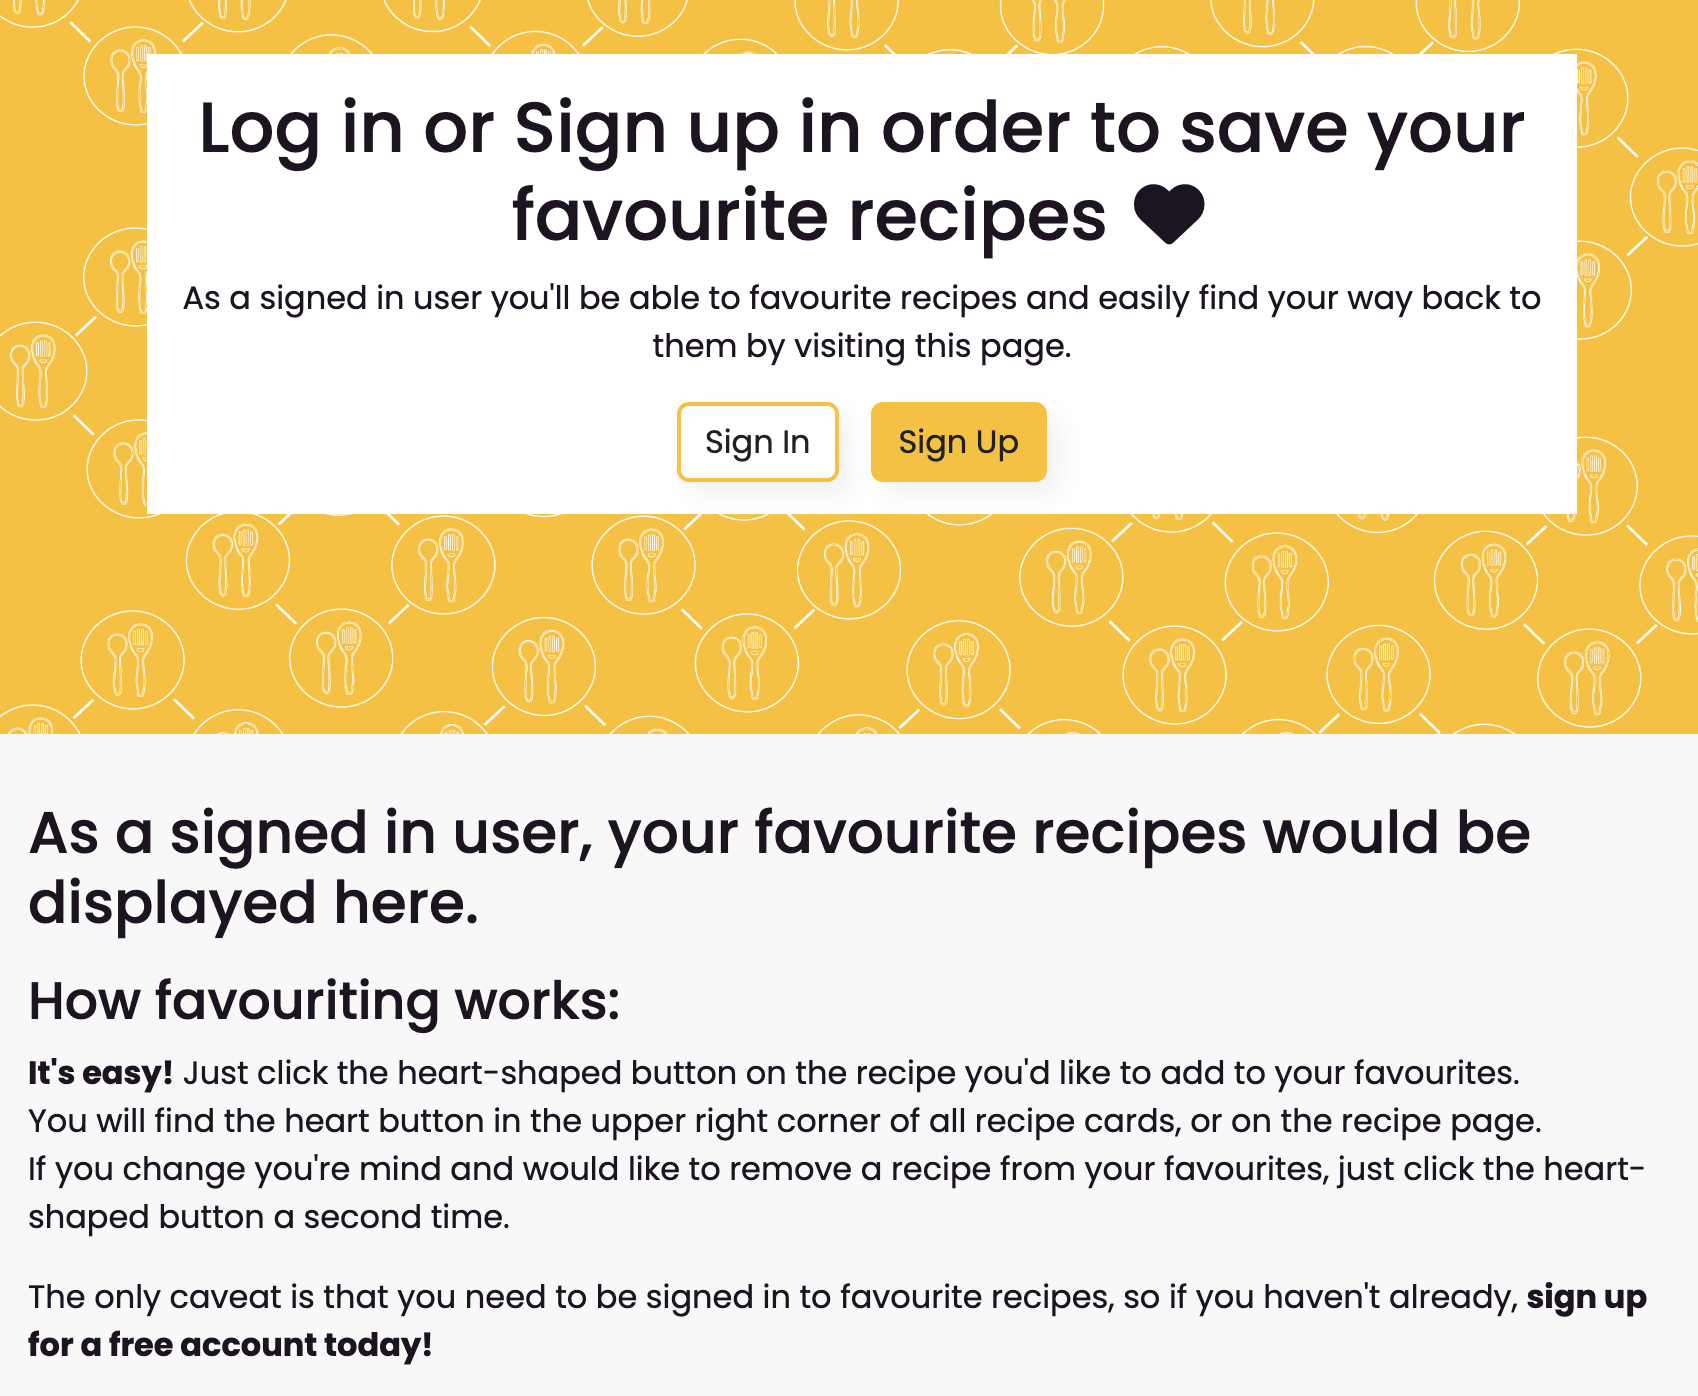 Log in or Sign up in order to save your
favourite recipes
As a signed in user you'll be able to favourite recipes and easily find your way back to
them by visiting this page.
Sign In
Sign Up
As a signed in user, your favourite recipes would be
displayed here.
How favouriting works:
It's easy! Just click the heart-shaped button on the recipe you'd like to add to your favourites.
You will find the heart button in the upper right corner of all recipe cards, or on the recipe page.
If you change you're mind and would like to remove a recipe from your favourites, just click the heart-
shaped button a second time.
The only caveat is that you need to be signed in to favourite recipes, so if you haven't already, sign up
for a free account today!